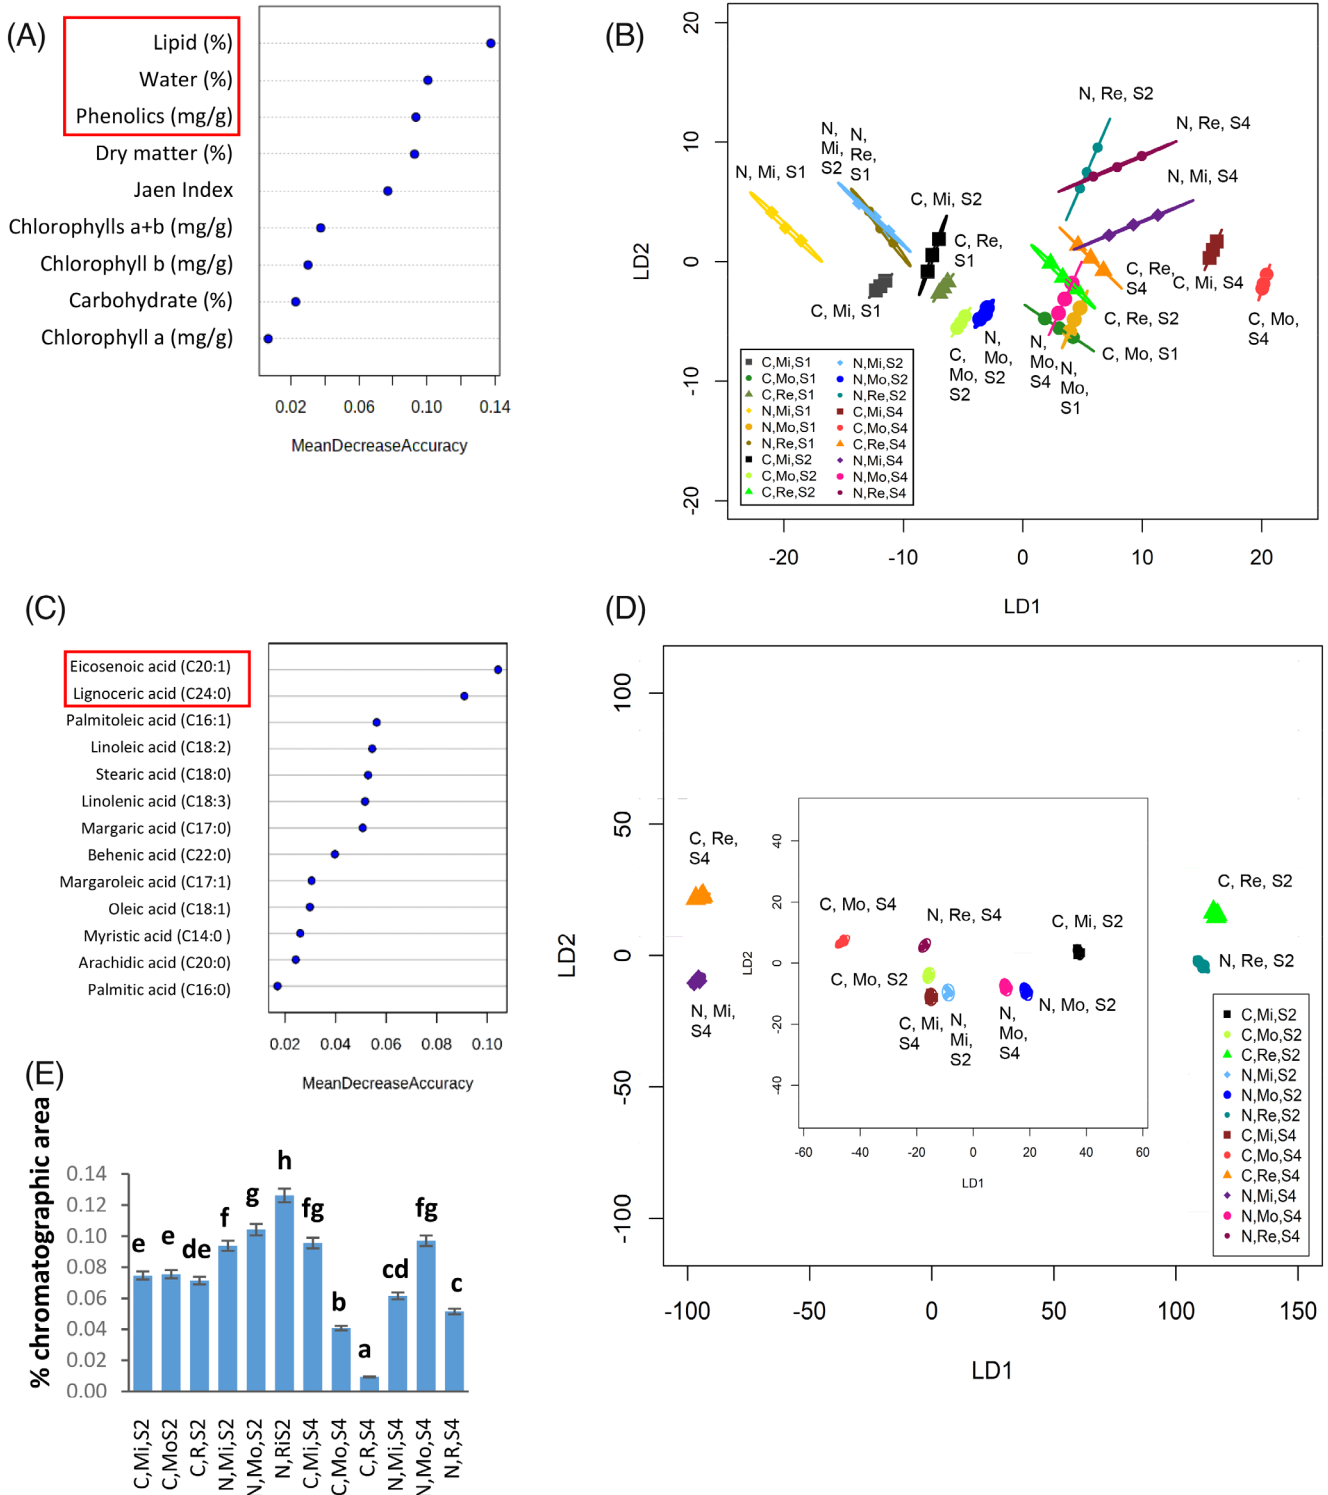 (A)
Lipid (%)
Water (%)
Phenolics (mg/g)
Dry matter (%)
Jaen Index
Chlorophylls a+b (mg/g)
Chlorophyll b (mg/g)
Carbohydrate (%)
Chlorophyll a (mg/g)
0.02 0.06 0.10 0.14
MeanDecreaseAccuracy
(B)
LD2
20
10
0
-10
-20
N, Re, S2
N, Re, S4
N, Mi, S4
N,
Mi,
S2
N,
Re,
S1
N, Mi, S1
C, Mi, S2
C, Re,
S1
C, Mi, S1
C, Re,
S4
C, Mi, S4
C, Mo,
S4
C, Re, S2
C, Mo, S1
C,
Mo,
S2
N,
Mo,
S2
N,
Mo,
S4
N,
Mo,
S1
C,Mi,S1
C,Mo,S1
C,Re,S1
N,Mi,S1
N,Mo,S1
N,Re,S1
C,Mi,S2
C,Mo,S2
C,Re,S2
N,Mi,S2
N,Mo,S2
N,Re,S2
C,Mi,S4
C,Mo,S4
C,Re,S4
N,Mi,S4
N,Mo,S4
N,Re,S4
-20 -10 0 10 20
LD1
(C)
Eicosenoic acid (C20:1)
Lignoceric acid (C24:0)
Palmitoleic acid (C16:1)
Linoleic acid (C18:2)
Stearic acid (C18:0)
Linolenic acid (C18:3)
Margaric acid (C17:0)
Behenic acid (C22:0)
Margaroleic acid (C17:1)
Oleic acid (C18:1)
Myristic acid (C14:0 )
Arachidic acid (C20:0)
Palmitic acid (C16:0)
0.02 0.04 0.06 0.08 0.10
MeanDecreaseAccuracy
(D)
LD2
100
50
0
-50
-100
C, Re,
S4
N, Mi,
S4
C, Re, S2
N, Re, S2
LD2
40
20
0
-20
-40
C, Mo, S4
N, Re, S4
C, Mi, S2
C, Mo, S2
C, Mi,
S4
N,
Mi,
S2
N,
Mo,
S4
N, Mo, S2
-60 -40 -20 0 20 40 60
LD1
C,Mi,S2
C,Mo,S2
C,Re,S2
N,Mi,S2
N,Mo,S2
N,Re,S2
C,Mi,S4
C,Mo,S4
C,Re,S4
N,Mi,S4
N,Mo,S4
N,Re,S4
-100 -50 0 50 100 150
LD1
(E)
% chromatographic area
0.14
0.12
0.10
0.08
0.06
0.04
0.02
0.00
e e de f g h fg b a cd fg c
C,Mi,S2
C,MoS2
C,R,S2
N,Mi,S2
N,Mo,S2
N,RiS2
C,Mi,S4
C,Mo,S4
C,R,S4
N,Mi,S4
N,Mo,S4
N,R,S4